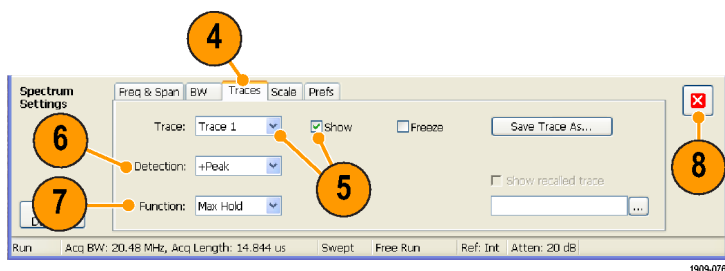 4
Spectrum Settings
Freq & Span BW Traces Scale Prefs
Trace: Trace 1 Show Freeze Save Trace As...
6
Detection: +Peak
5
8
Show recalled trace
7
Function: Max Hold ...
Run Acq BW: 20.48 MHz, Acq Length: 14.844 us Swept Free Run Ref: Int Atten: 20 dB
1909-076